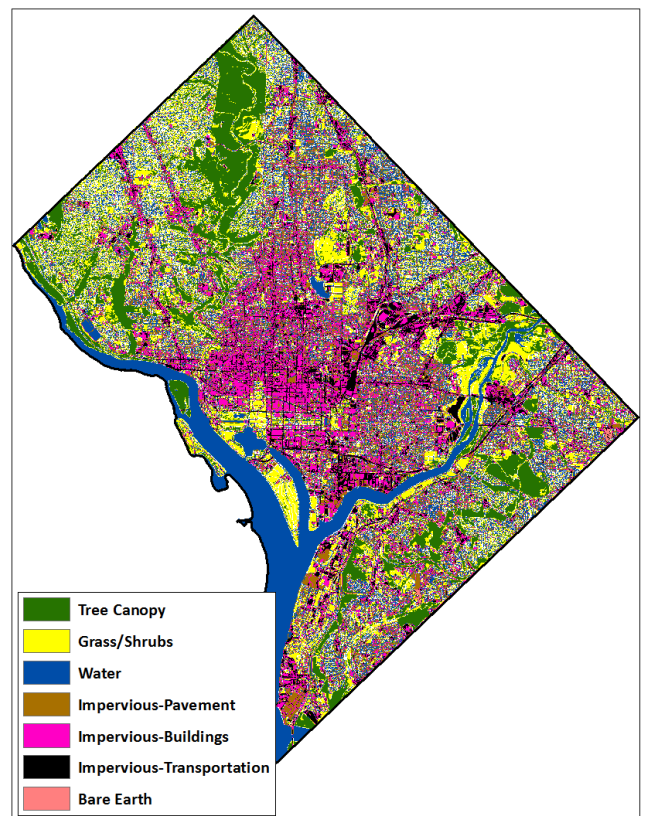 Tree Canopy
Grass/Shrubs
Water
Impervious-Pavement
Impervious-Buildings
Impervious-Transportation
Bare Earth